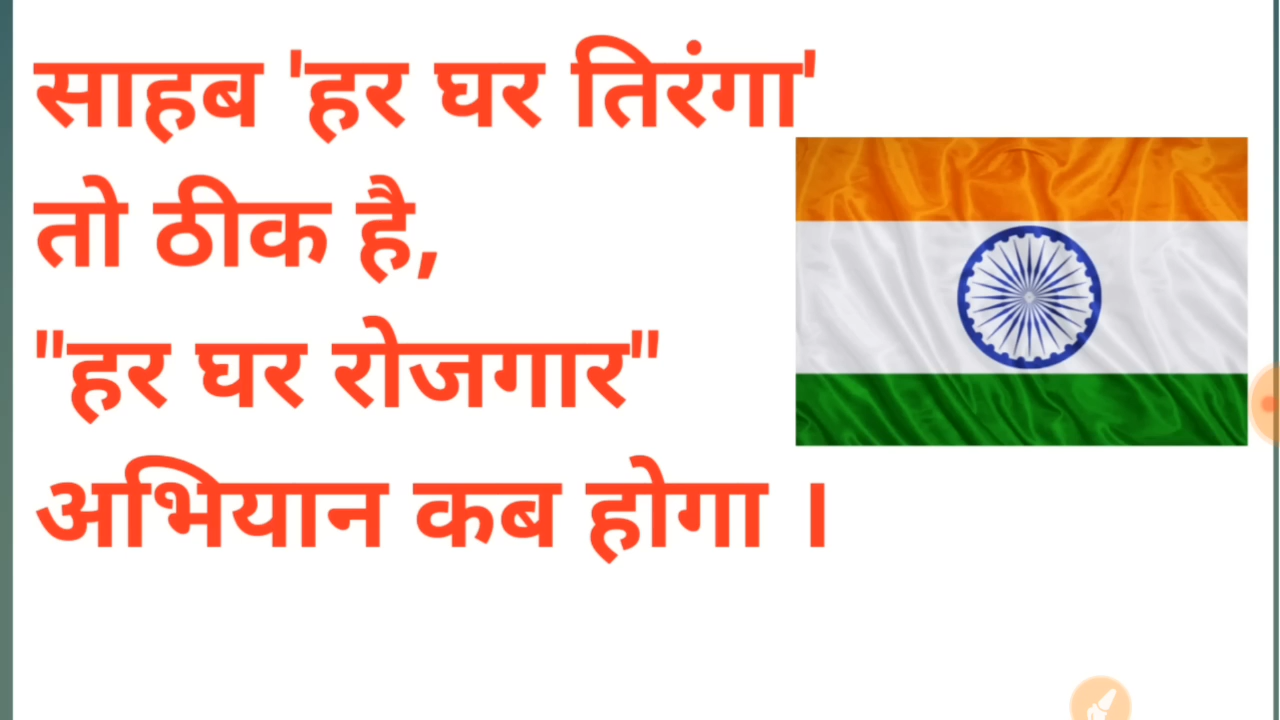 साहब 'हर घर तिरंगा'
तो ठीक है,
"हर घर रोजगार"
अभियान कब होगा ।